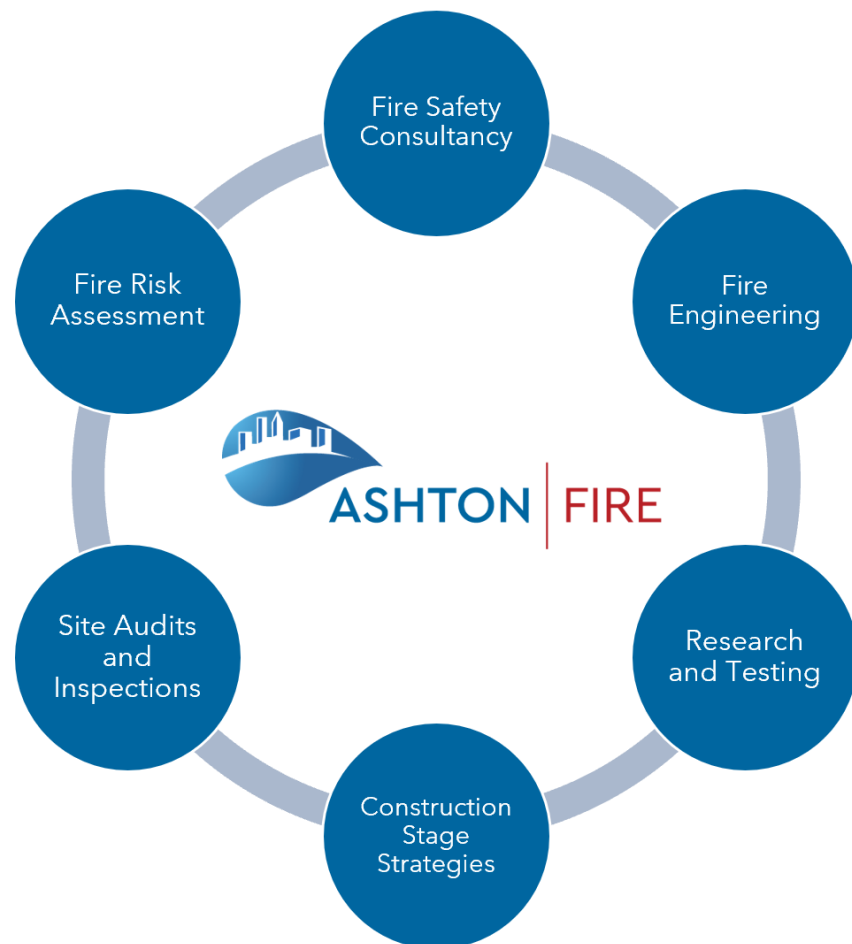 Fire Safety
Consultancy
Fire
Engineering
Research
and Testing
Construction
Stage
Strategies
Site Audits
and
Inspections
Fire Risk
Assessment
ASHTON | FIRE